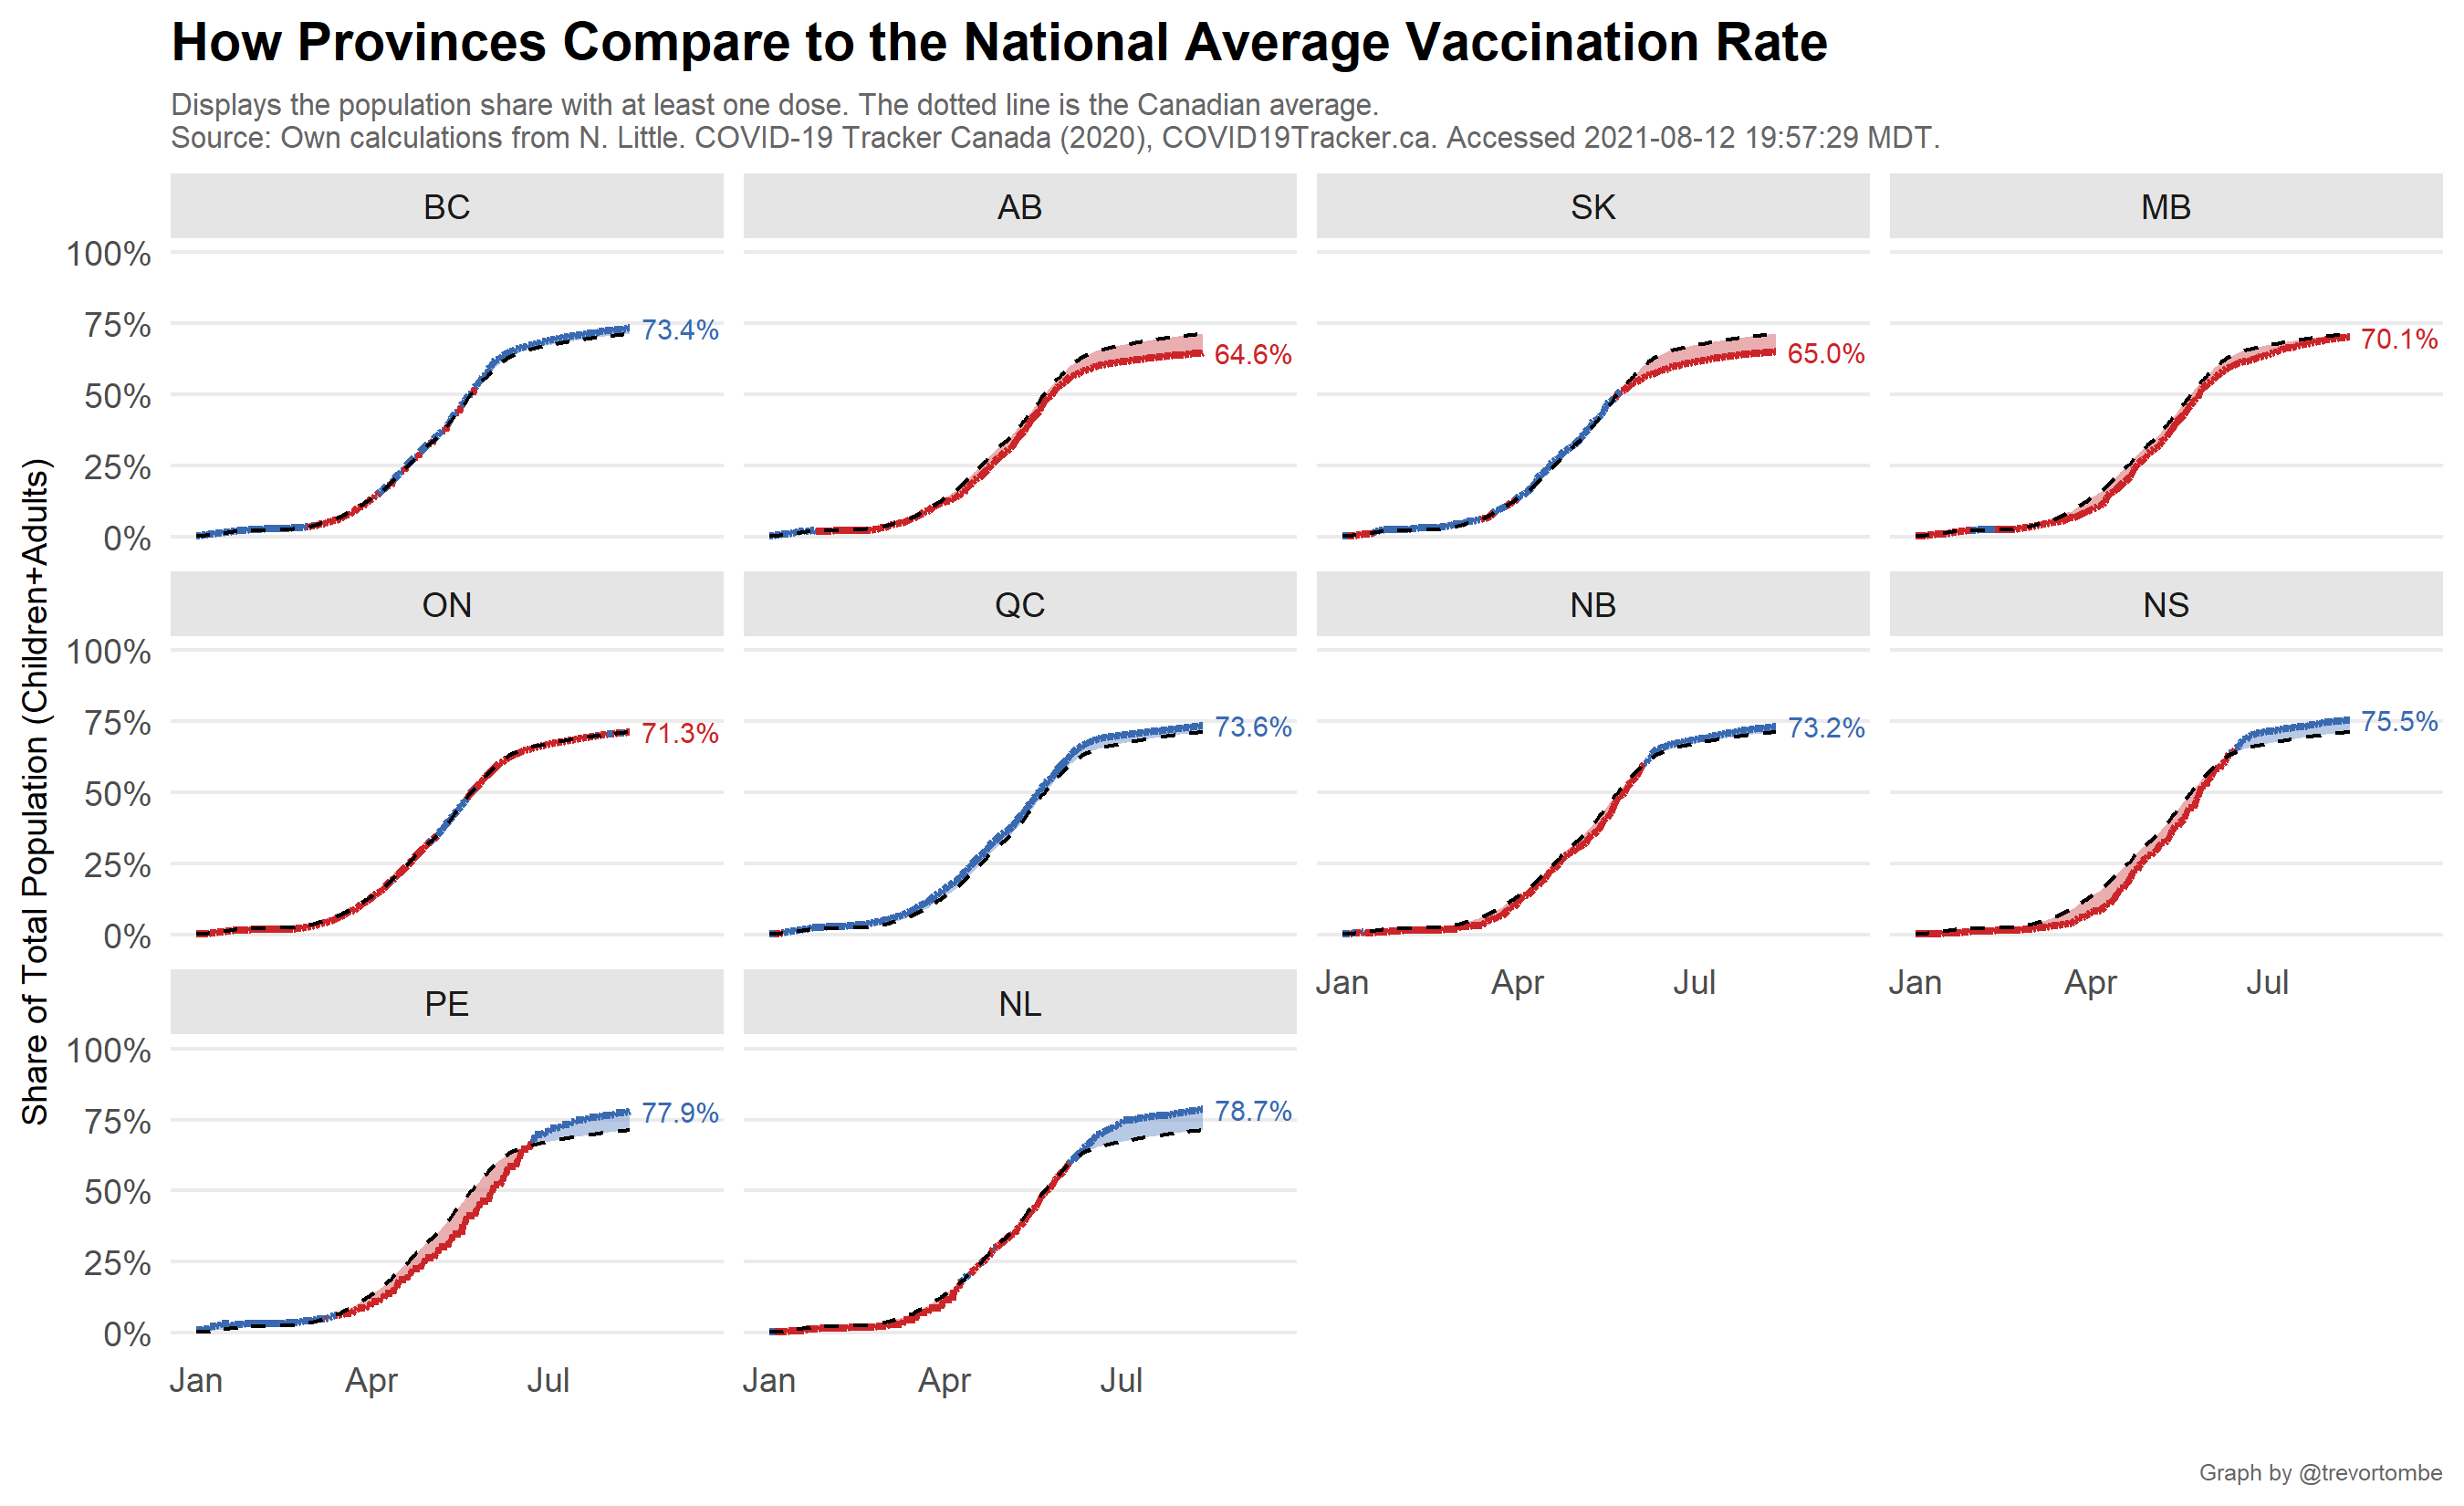 How Provinces Compare to the National Average Vaccination Rate
Displays the population share with at least one dose. The dotted line is the Canadian average.
Source: Own calculations from N. Little. COVID-19 Tracker Canada (2020), COVID19Tracker.ca. Accessed 2021-08-12 19:57:29 MDT.
Share of Total Population (Children+Adults)
BC AB SK MB
100%
75%
50%
25%
0%
73.4% 64.6% 65.0% 70.1%
ON QC NB NS
100%
75%
50%
25%
0%
71.3% 73.6% 73.2% 75.5%
Jan Apr Jul Jan Apr Jul
PE NL
100%
75%
50%
25%
0%
77.9% 78.7%
Jan Apr Jul Jan Apr Jul
Graph by @trevortombe